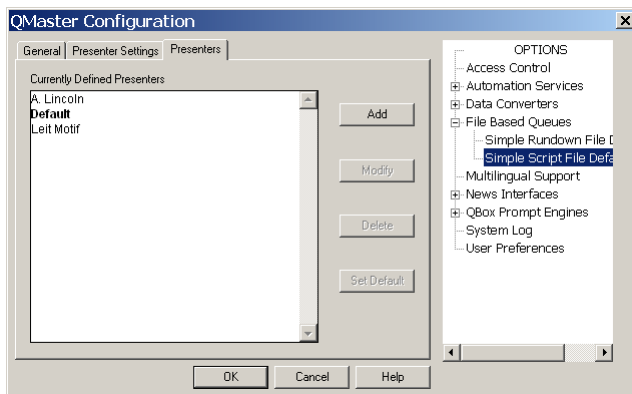 QMaster Configuration
General
Presenter Settings
Presenters
Currently Defined Presenters
A. Lincoln
Default
Leit Motif
Add
Modify
Delete
Set Default
OK
Cancel
Help
OPTIONS
Access Control
Automation Services
Data Converters
File Based Queues
Simple Rundown File D
Simple Script File Defa
Multilingual Support
News Interfaces
QBox Prompt Engines
System Log
User Preferences